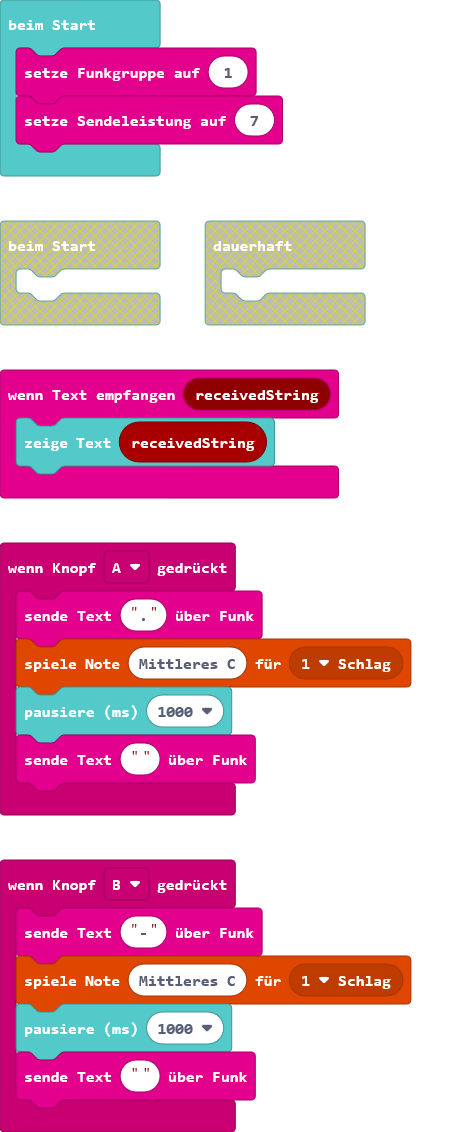 beim Start
setze Funkgruppe auf 1
setze Sendeleistung auf 7
beim Start
dauerhaft
wenn Text empfangen receivedString
zeige Text receivedString
wenn Knopf A gedrückt
sende Text "." über Funk
spiele Note Mittleres C für 1 Schlag
pausiere (ms) 1000
sende Text " " über Funk
wenn Knopf B gedrückt
sende Text "-" über Funk
spiele Note Mittleres C für 1 Schlag
pausiere (ms) 1000
sende Text " " über Funk